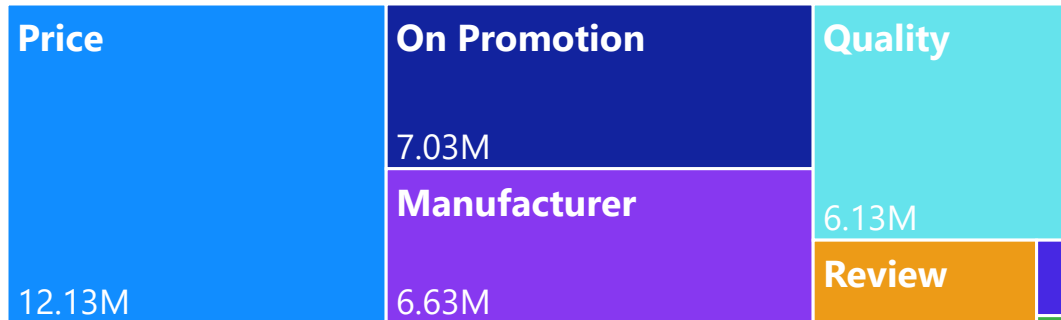 Price
12.13M
On Promotion
7.03M
Manufacturer
6.63M
Quality
6.13M
Review